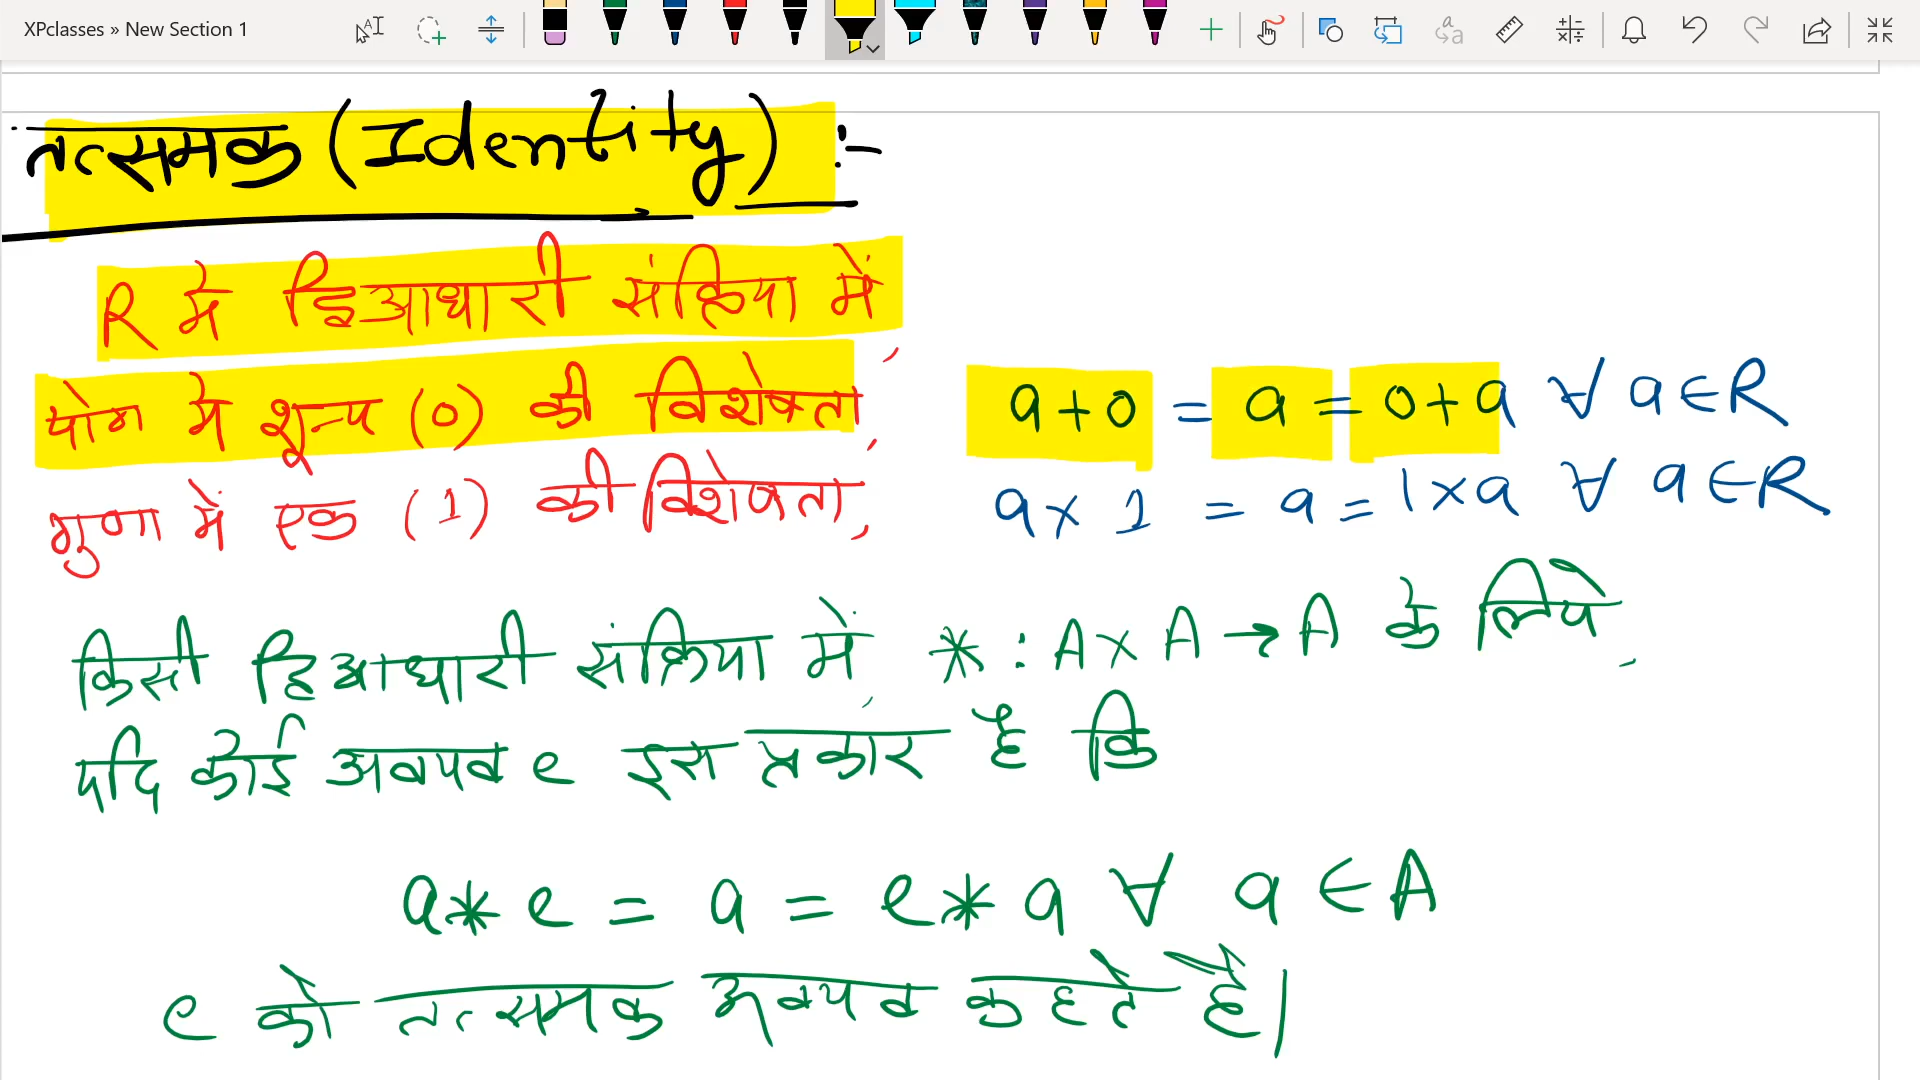 XPclasses » New Section 1
तत्समक (Identity) :-
R में द्विआधारी संक्रिया में,
योग में शून्य (0) की विशेषता,
a + 0 = a = 0 + a ∀ a ∈ R
गुणा में एक (1) की विशेषता,
a × 1 = a = 1 × a ∀ a ∈ R
किसी द्विआधारी संक्रिया में, * : A × A → A के लिये,
यदि कोई अवयव e इस प्रकार है कि
a * e = a = e * a ∀ a ∈ A
e को तत्समक अवयव कहते है|